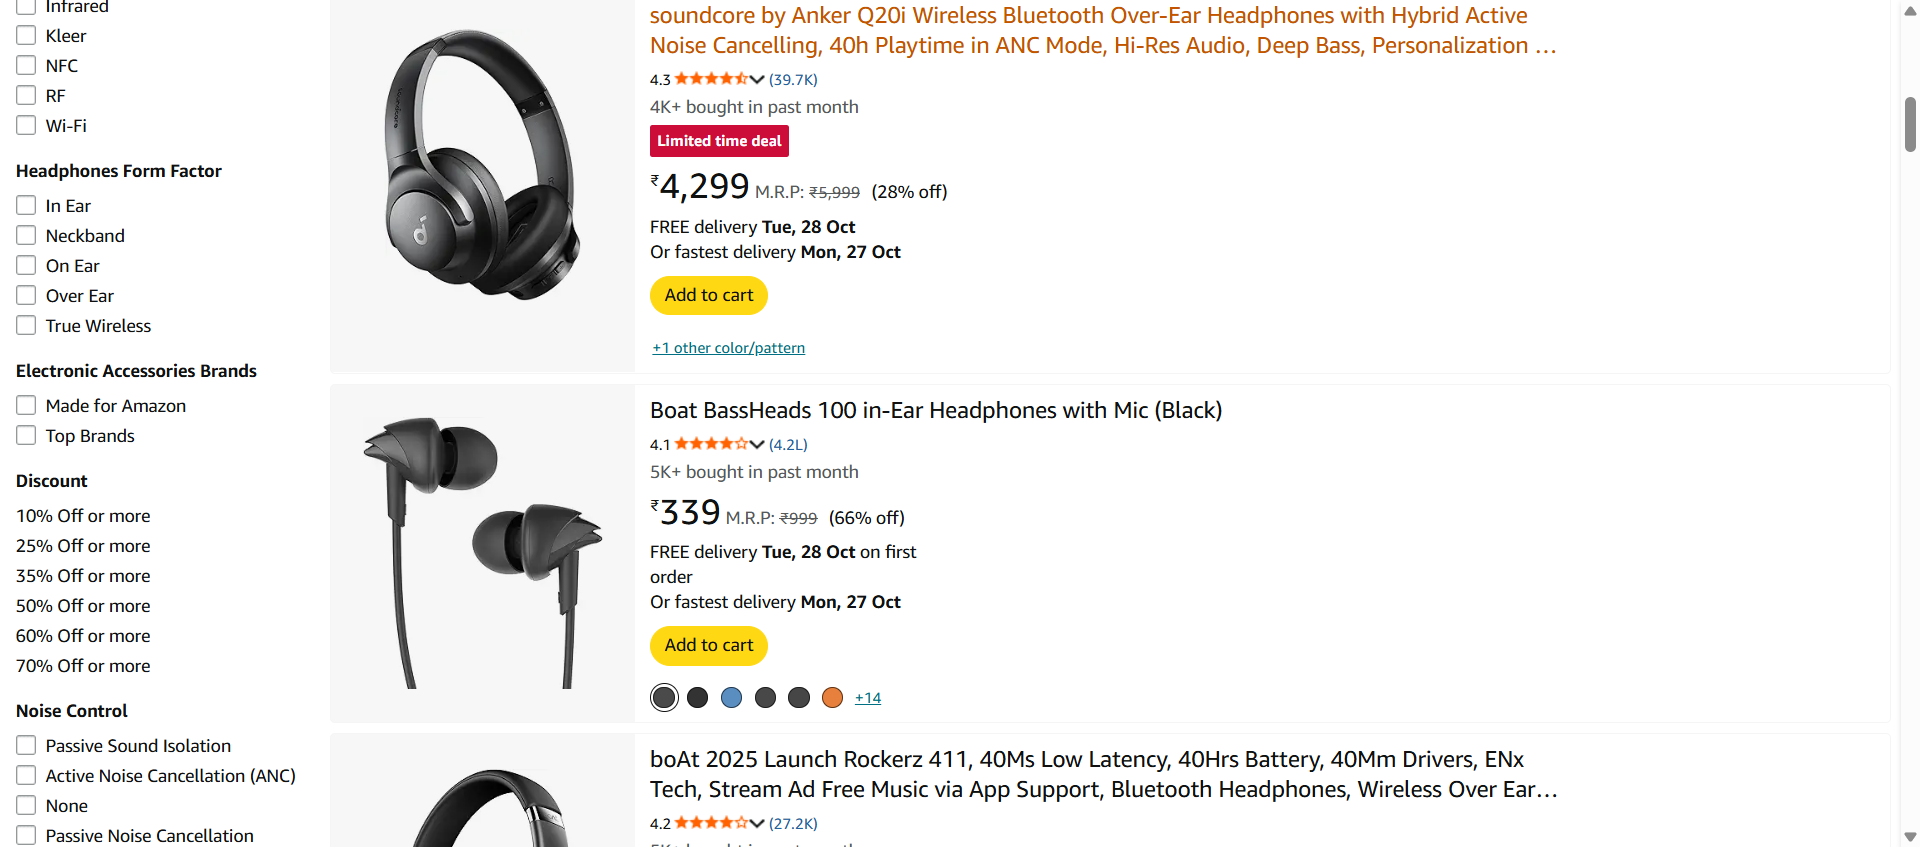 Infrared
Kleer
NFC
RF
Wi-Fi
Headphones Form Factor
In Ear
Neckband
On Ear
Over Ear
True Wireless
Electronic Accessories Brands
Made for Amazon
Top Brands
Discount
10% Off or more
25% Off or more
35% Off or more
50% Off or more
60% Off or more
70% Off or more
Noise Control
Passive Sound Isolation
Active Noise Cancellation (ANC)
None
Passive Noise Cancellation
soundcore by Anker Q20i Wireless Bluetooth Over-Ear Headphones with Hybrid Active
Noise Cancelling, 40h Playtime in ANC Mode, Hi-Res Audio, Deep Bass, Personalization …
4.3 (39.7K)
4K+ bought in past month
Limited time deal
₹4,299 M.R.P: ₹5,999 (28% off)
FREE delivery Tue, 28 Oct
Or fastest delivery Mon, 27 Oct
Add to cart
+1 other color/pattern
Boat BassHeads 100 in-Ear Headphones with Mic (Black)
4.1 (4.2L)
5K+ bought in past month
₹339 M.R.P: ₹999 (66% off)
FREE delivery Tue, 28 Oct on first
order
Or fastest delivery Mon, 27 Oct
Add to cart
+14
boAt 2025 Launch Rockerz 411, 40Ms Low Latency, 40Hrs Battery, 40Mm Drivers, ENx
Tech, Stream Ad Free Music via App Support, Bluetooth Headphones, Wireless Over Ear…
4.2 (27.2K)